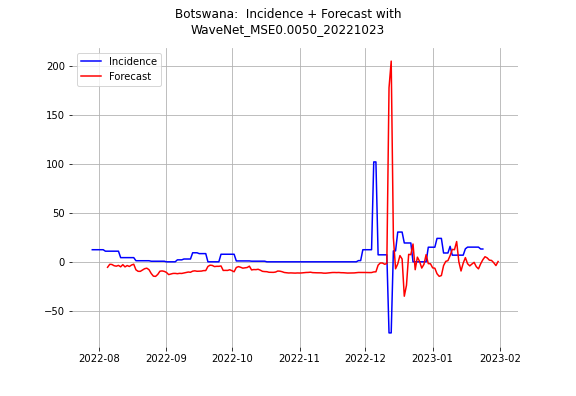 Botswana:  Incidence + Forecast with
WaveNet_MSE0.0050_20221023
Incidence
Forecast
200
150
100
50
0
−50
2022-08 2022-09 2022-10 2022-11 2022-12 2023-01 2023-02